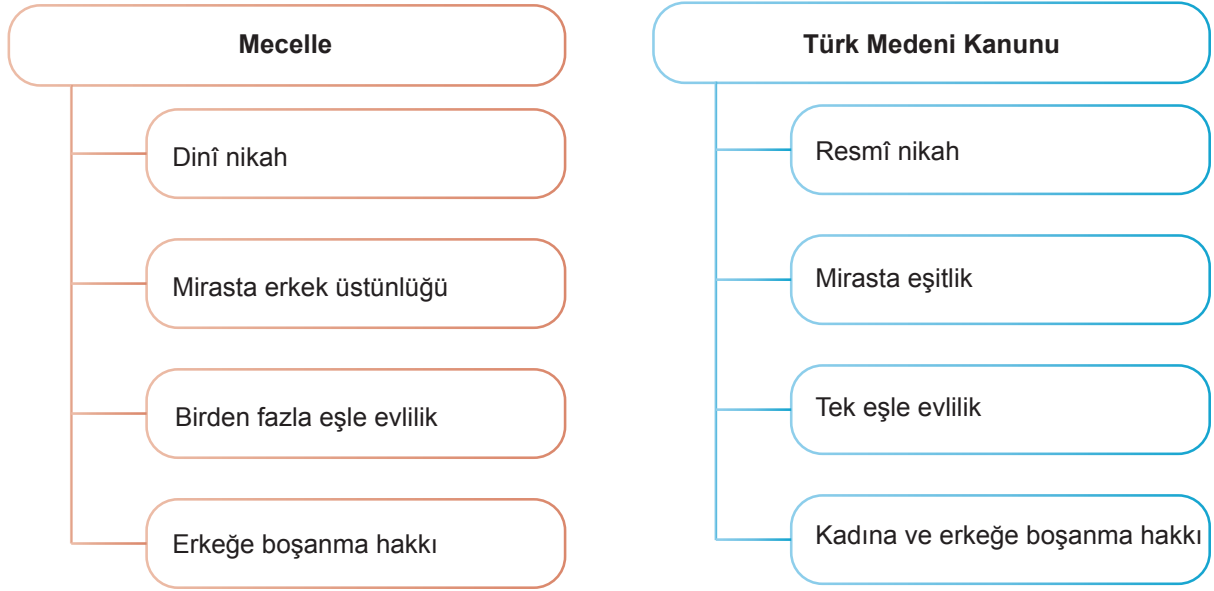 Mecelle
Dinî nikah
Mirasta erkek üstünlüğü
Birden fazla eşle evlilik
Erkeğe boşanma hakkı
Türk Medeni Kanunu
Resmî nikah
Mirasta eşitlik
Tek eşle evlilik
Kadına ve erkeğe boşanma hakkı